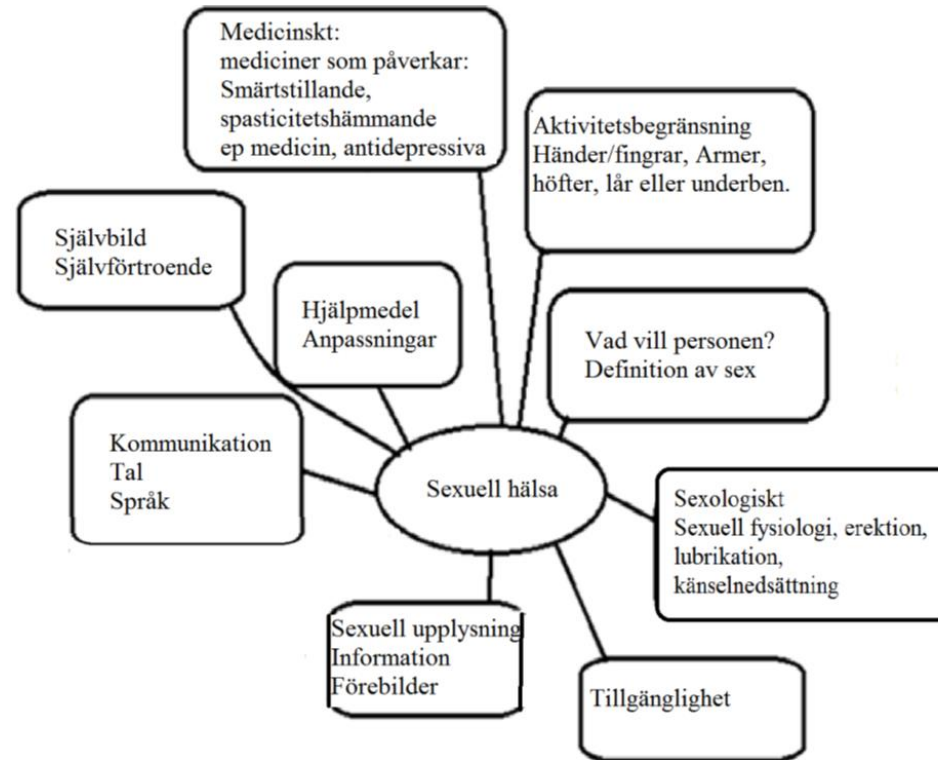 Medicinskt:
mediciner som påverkar:
Smärtstillande,
spasticitetshämmande
ep medicin, antidepressiva
Aktivitetsbegränsning
Händer/fingrar, Armer,
höfter, lår eller underben.
Självbild
Självförtroende
Hjälpmedel
Anpassningar
Vad vill personen?
Definition av sex
Kommunikation
Tal
Språk
Sexuell hälsa
Sexologiskt
Sexuell fysiologi, erektion,
lubrikation,
känselnedsättning
Sexuell upplysning
Information
Förebilder
Tillgänglighet